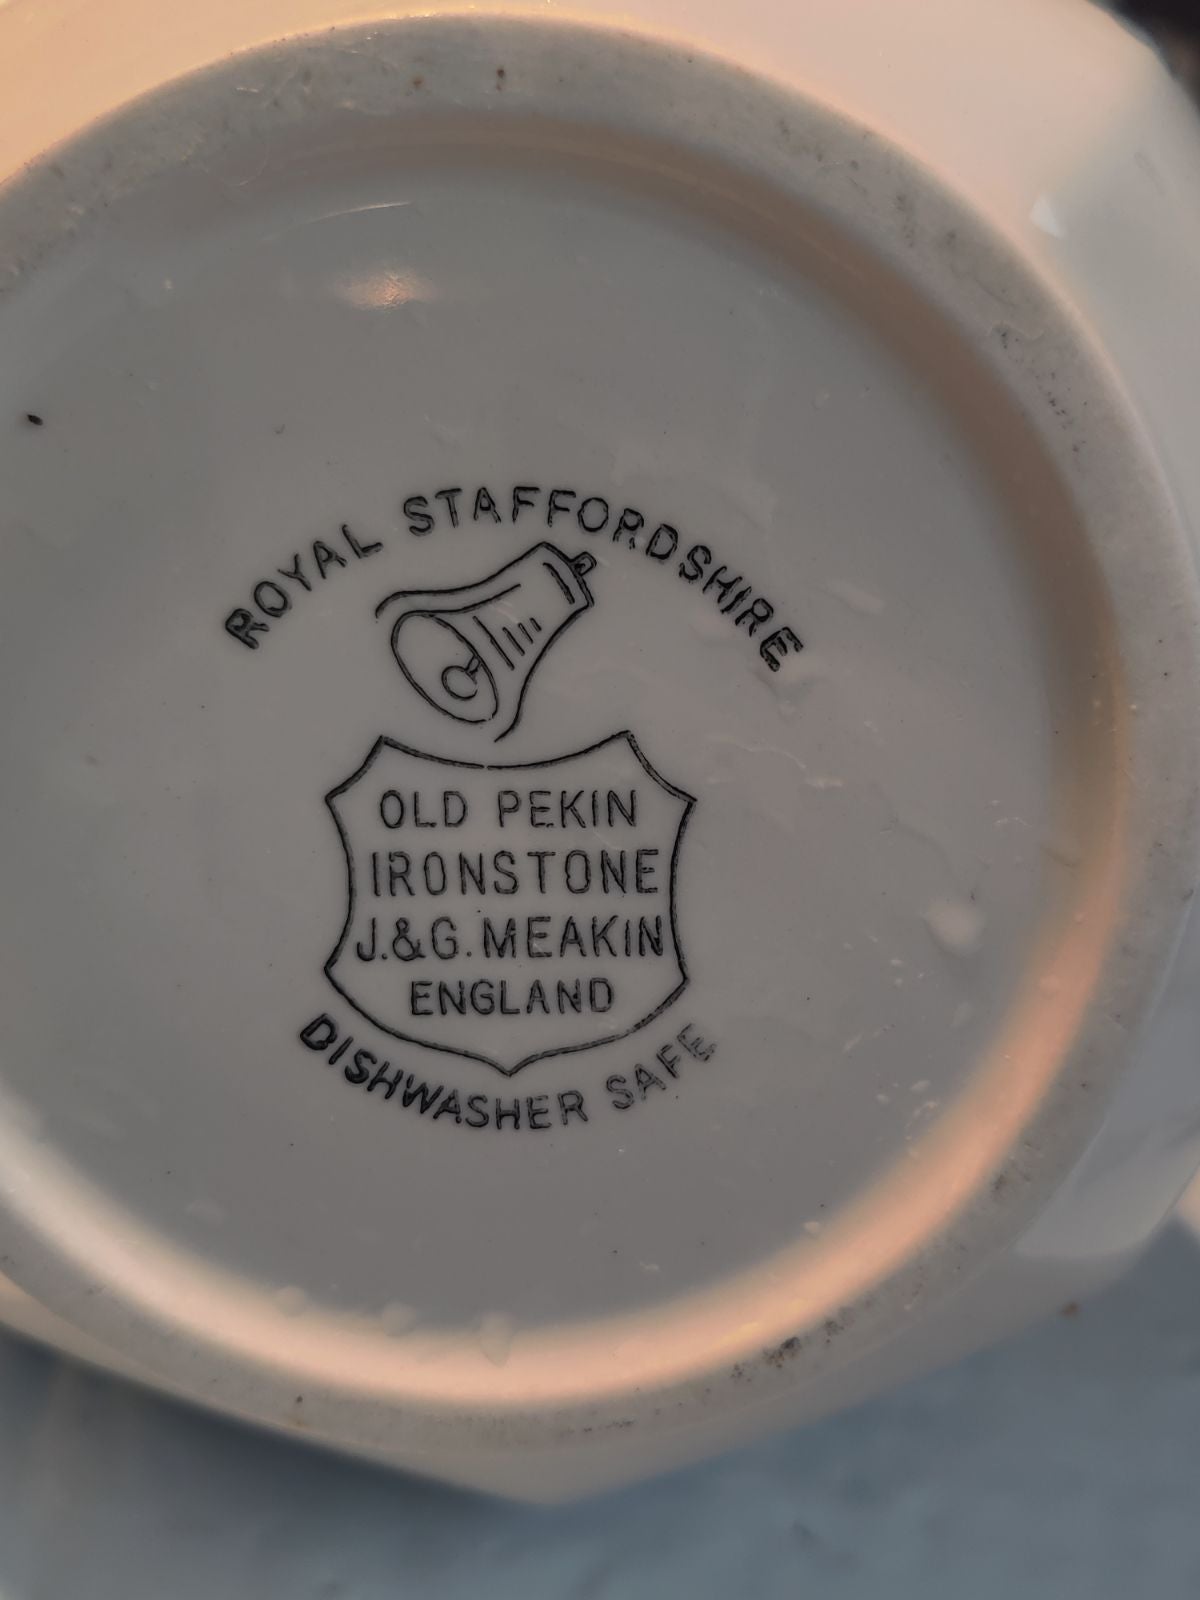 ROYAL STAFFORDSHIRE
OLD PEKIN
IRONSTONE
J.&G. MEAKIN
ENGLAND
DISHWASHER SAFE